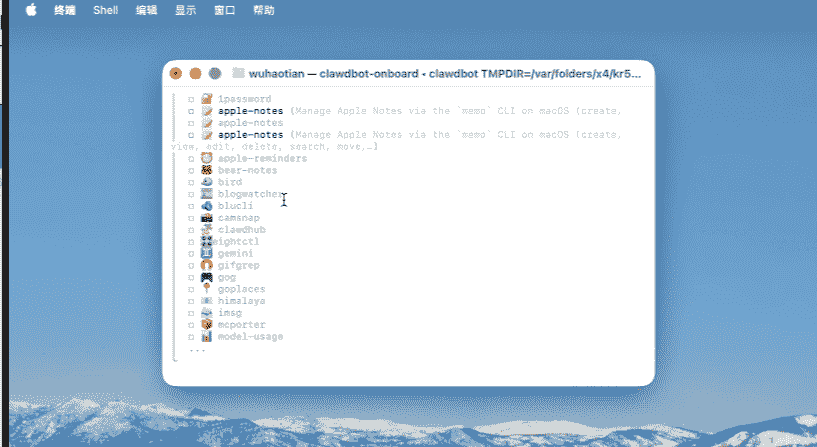 终端 Shell 编辑 显示 窗口 帮助
wuhaotian — clawdbot-onboard • clawdbot TMPDIR=/var/folders/x4/kr5...
1password
apple-notes (Manage Apple Notes via the `memo` CLI on macOS (create,
apple-notes
apple-notes (Manage Apple Notes via the `memo` CLI on macOS (create,
view, edit, delete, search, move,…)
apple-reminders
bear-notes
bird
blogwatcher
blucli
camsnap
clawdhub
eightctl
gemini
gifgrep
gog
goplaces
himalaya
imsg
mcporter
model-usage
...